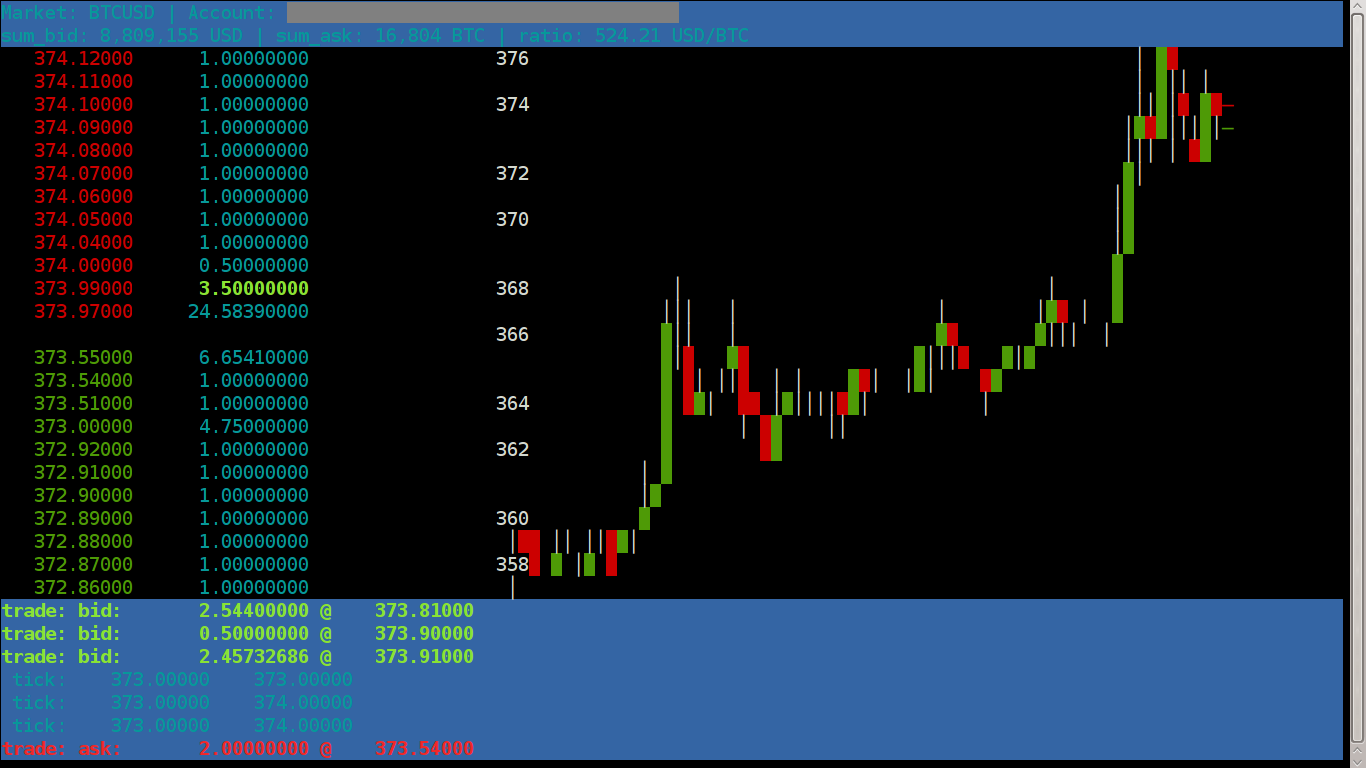 Market: BTCUSD | Account:
sum_bid: 8,809,155 USD | sum_ask: 16,804 BTC | ratio: 524.21 USD/BTC
374.12000 1.00000000 376
374.11000 1.00000000
374.10000 1.00000000 374
374.09000 1.00000000
374.08000 1.00000000
374.07000 1.00000000 372
374.06000 1.00000000
374.05000 1.00000000 370
374.04000 1.00000000
374.00000 0.50000000
373.99000 3.50000000 368
373.97000 24.58390000
366
373.55000 6.65410000
373.54000 1.00000000
373.51000 1.00000000 364
373.00000 4.75000000
372.92000 1.00000000 362
372.91000 1.00000000
372.90000 1.00000000
372.89000 1.00000000 360
372.88000 1.00000000
372.87000 1.00000000 358
372.86000 1.00000000
trade: bid: 2.54400000 @ 373.81000
trade: bid: 0.50000000 @ 373.90000
trade: bid: 2.45732686 @ 373.91000
tick: 373.00000 373.00000
tick: 373.00000 374.00000
tick: 373.00000 374.00000
trade: ask: 2.00000000 @ 373.54000